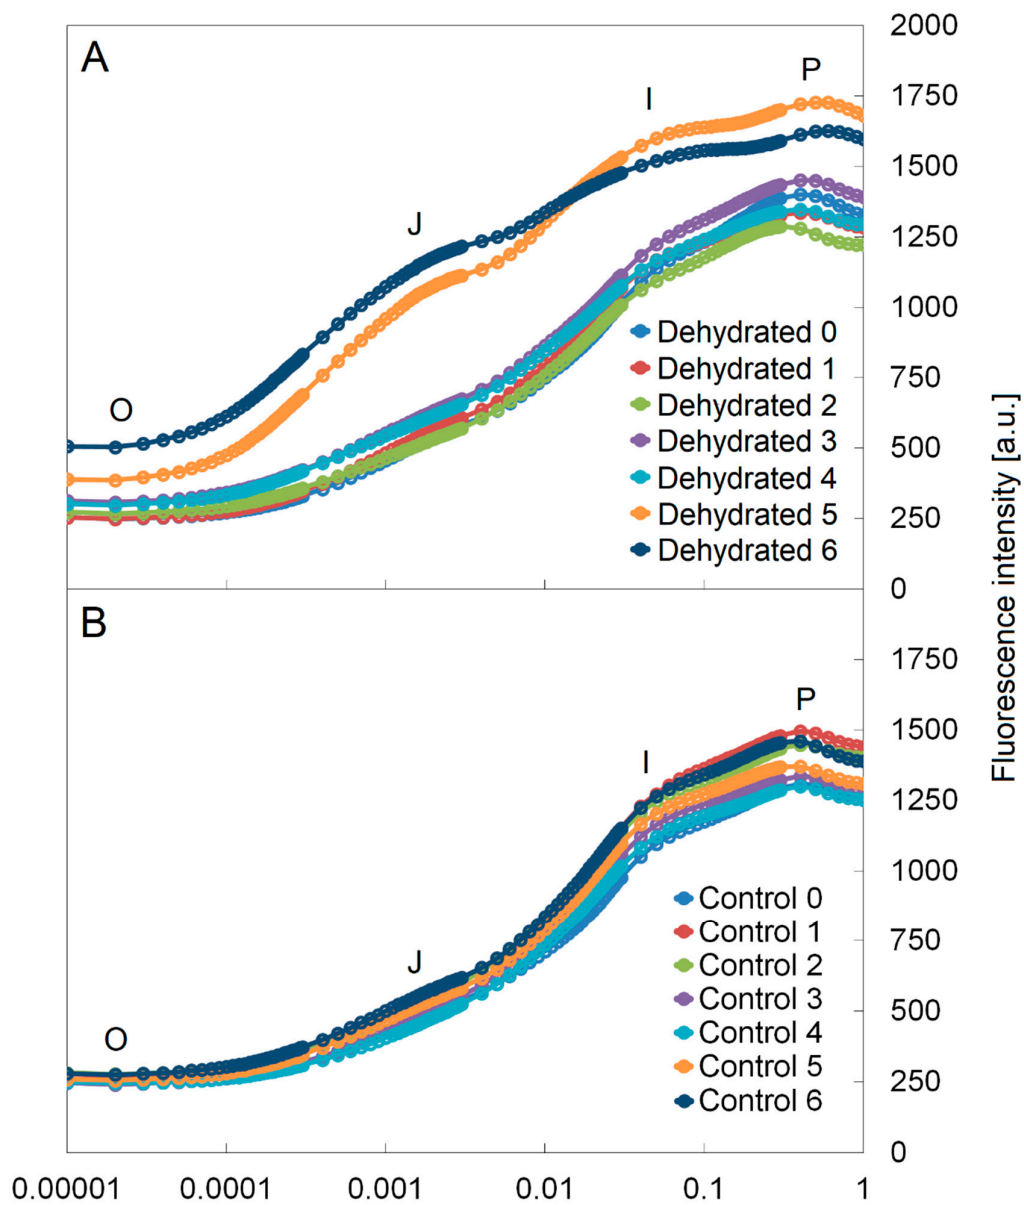 A
O
J
I
P
2000
1750
1500
1250
1000
750
500
250
0
Dehydrated 0
Dehydrated 1
Dehydrated 2
Dehydrated 3
Dehydrated 4
Dehydrated 5
Dehydrated 6
Fluorescence intensity [a.u.]
B
O
J
I
P
1750
1500
1250
1000
750
500
250
0
Control 0
Control 1
Control 2
Control 3
Control 4
Control 5
Control 6
0.00001 0.0001 0.001 0.01 0.1 1